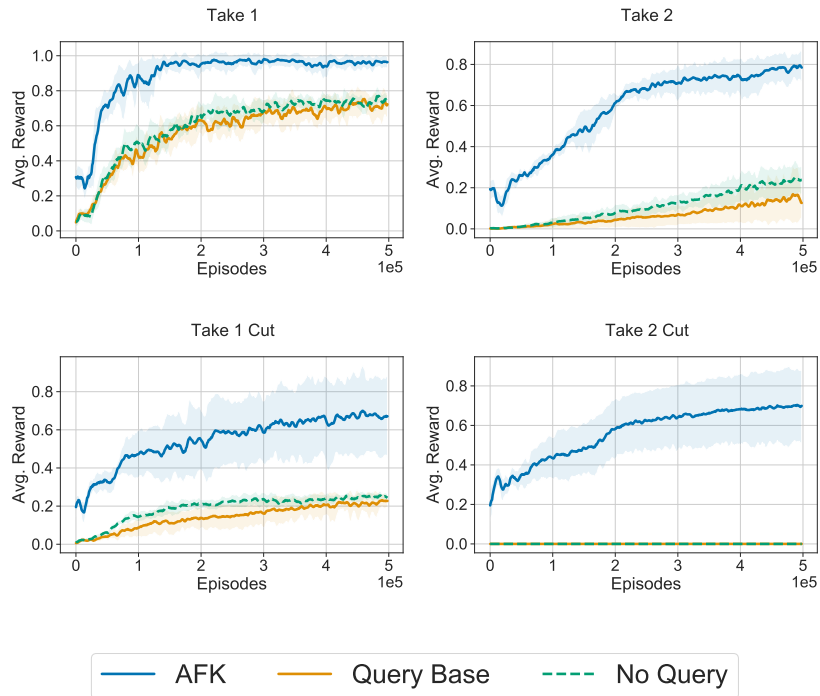 Take 1
Avg. Reward
1.0
0.8
0.6
0.4
0.2
0.0
0 1 2 3 4 5
Episodes 1e5
Take 2
Avg. Reward
0.8
0.6
0.4
0.2
0.0
0 1 2 3 4 5
Episodes 1e5
Take 1 Cut
Avg. Reward
0.8
0.6
0.4
0.2
0.0
0 1 2 3 4 5
Episodes 1e5
Take 2 Cut
Avg. Reward
0.8
0.6
0.4
0.2
0.0
0 1 2 3 4 5
Episodes 1e5
AFK Query Base No Query